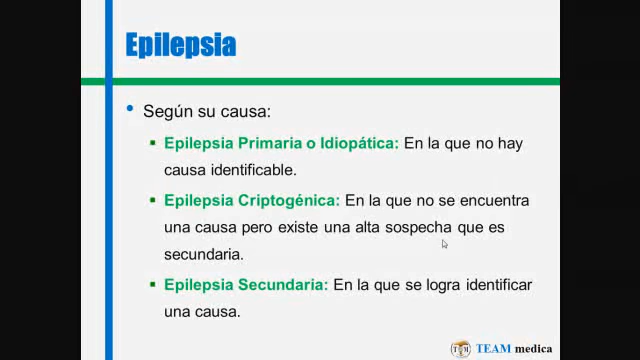 Epilepsia
Según su causa:
Epilepsia Primaria o Idiopática: En la que no hay
causa identificable.
Epilepsia Criptogénica: En la que no se encuentra
una causa pero existe una alta sospecha que es
secundaria.
Epilepsia Secundaria: En la que se logra identificar
una causa.
TEAM medica